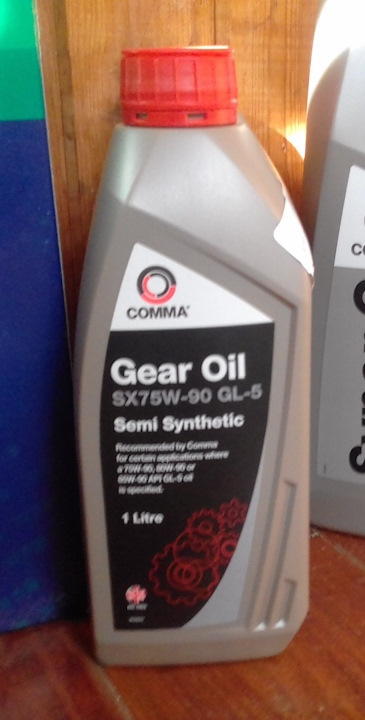 COMMA
Gear Oil
SX75W-90 GL-5
Semi Synthetic
Recommended by Comma
for certain applications where
a 75W-90, 80W-90 or
85W-90 API GL-5 oil
is specified.
1 Litre